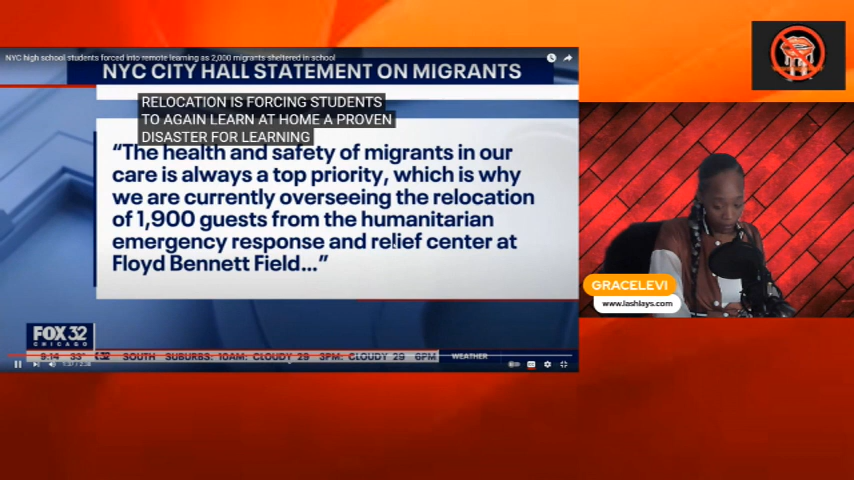 NYC high school students forced into remote learning as 2,000 migrants sheltered in school
NYC CITY HALL STATEMENT ON MIGRANTS
RELOCATION IS FORCING STUDENTS
TO AGAIN LEARN AT HOME A PROVEN
DISASTER FOR LEARNING
“The health and safety of migrants in our
care is always a top priority, which is why
we are currently overseeing the relocation
of 1,900 guests from the humanitarian
emergency response and relief center at
Floyd Bennett Field...”
GRACELEVI
www.lashlays.com
FOX 32
CHICAGO
9:14 33° SOUTH SUBURBS: 10AM: CLOUDY 29 3PM: CLOUDY 29 6PM WEATHER